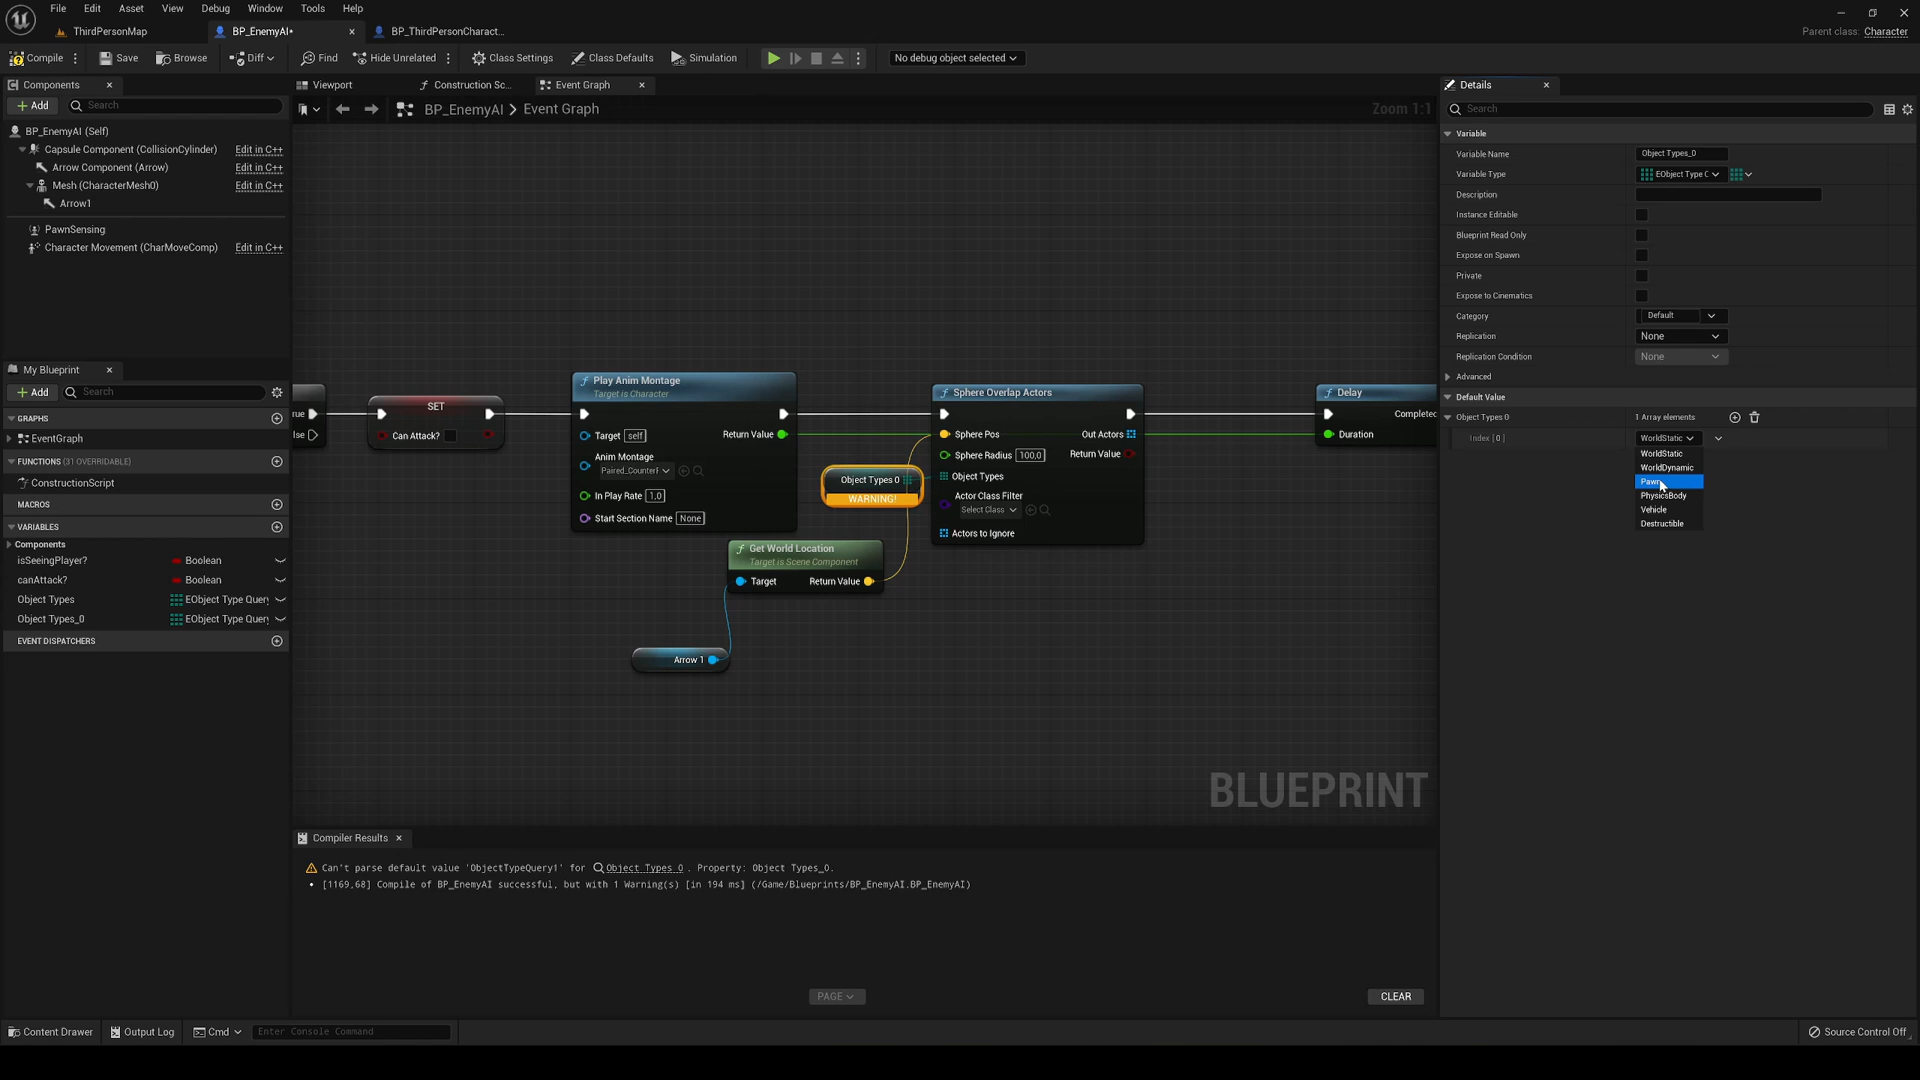 File Edit Asset View Debug Window Tools Help
ThirdPersonMap
BP_EnemyAI*
BP_ThirdPersonCharact...
Parent class: Character
Compile
Save
Browse
Diff
Find
Hide Unrelated
Class Settings
Class Defaults
Simulation
No debug object selected
Components
Add
Search
BP_EnemyAI (Self)
Capsule Component (CollisionCylinder) Edit in C++
Arrow Component (Arrow) Edit in C++
Mesh (CharacterMesh0) Edit in C++
Arrow1
PawnSensing
Character Movement (CharMoveComp) Edit in C++
My Blueprint
Add
Search
GRAPHS
EventGraph
FUNCTIONS (31 OVERRIDABLE)
ConstructionScript
MACROS
VARIABLES
Components
isSeeingPlayer? Boolean
canAttack? Boolean
Object Types EObject Type Query
Object Types_0 EObject Type Query
EVENT DISPATCHERS
Viewport
Construction Sc...
Event Graph
BP_EnemyAI > Event Graph
Zoom 1:1
rue
lse
SET
Can Attack?
Play Anim Montage
Target is Character
Target self
Return Value
Anim Montage
Paired_CounterF
In Play Rate 1.0
Start Section Name None
Object Types 0
WARNING!
Get World Location
Target is Scene Component
Target Return Value
Arrow 1
Sphere Overlap Actors
Sphere Pos
Out Actors
Sphere Radius 100.0
Return Value
Object Types
Actor Class Filter
Select Class
Actors to Ignore
Delay
Completed
Duration
BLUEPRINT
Compiler Results
Can't parse default value 'ObjectTypeQuery1' for Object Types 0 . Property: Object Types_0.
[1169,68] Compile of BP_EnemyAI successful, but with 1 Warning(s) [in 194 ms] (/Game/Blueprints/BP_EnemyAI.BP_EnemyAI)
PAGE
CLEAR
Details
Search
Variable
Variable Name Object Types_0
Variable Type EObject Type C
Description
Instance Editable
Blueprint Read Only
Expose on Spawn
Private
Expose to Cinematics
Category Default
Replication None
Replication Condition None
Advanced
Default Value
Object Types 0 1 Array elements
Index [ 0 ] WorldStatic
WorldStatic
WorldDynamic
Pawn
PhysicsBody
Vehicle
Destructible
Content Drawer
Output Log
Cmd
Enter Console Command
Source Control Off